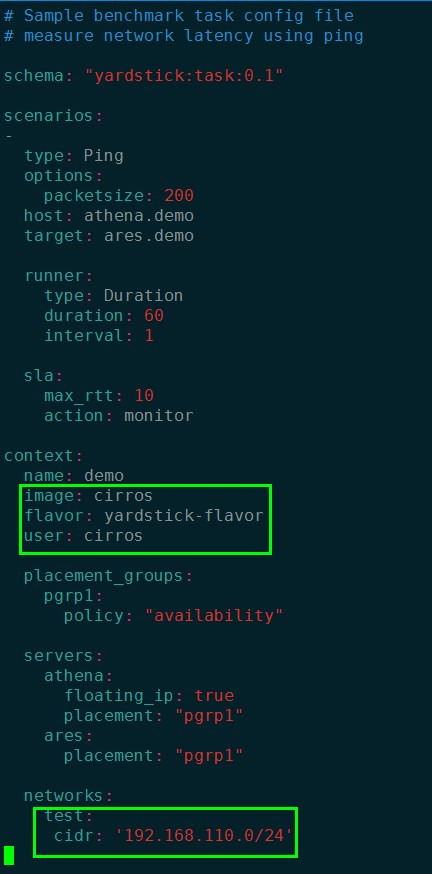 # Sample benchmark task config file
# measure network latency using ping
schema: "yardstick:task:0.1"
scenarios:
-
type: Ping
options:
packetsize: 200
host: athena.demo
target: ares.demo
runner:
type: Duration
duration: 60
interval: 1
sla:
max_rtt: 10
action: monitor
context:
name: demo
image: cirros
flavor: yardstick-flavor
user: cirros
placement_groups:
pgrp1:
policy: "availability"
servers:
athena:
floating_ip: true
placement: "pgrp1"
ares:
placement: "pgrp1"
networks:
test:
cidr: '192.168.110.0/24'